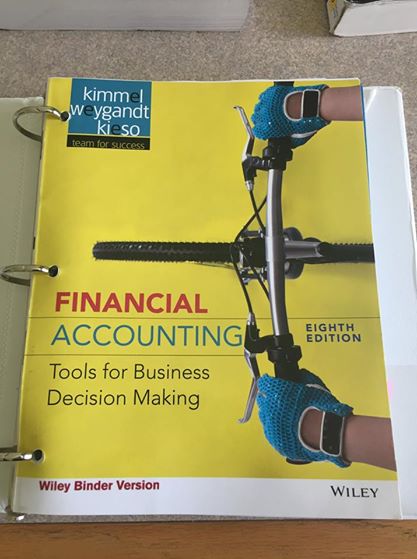 kimmel
weygandt
kieso
team for success
FINANCIAL
ACCOUNTING
EIGHTH
EDITION
Tools for Business
Decision Making
Wiley Binder Version
WILEY